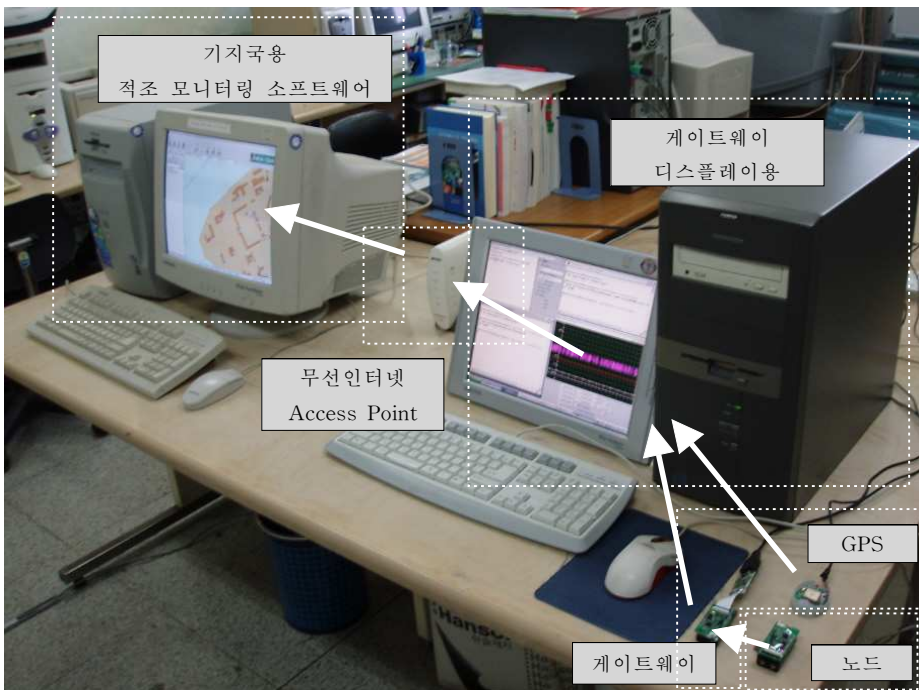 기지국용
적조 모니터링 소프트웨어
게이트웨이
디스플레이용
무선인터넷
Access Point
GPS
게이트웨이
노드
Hanson